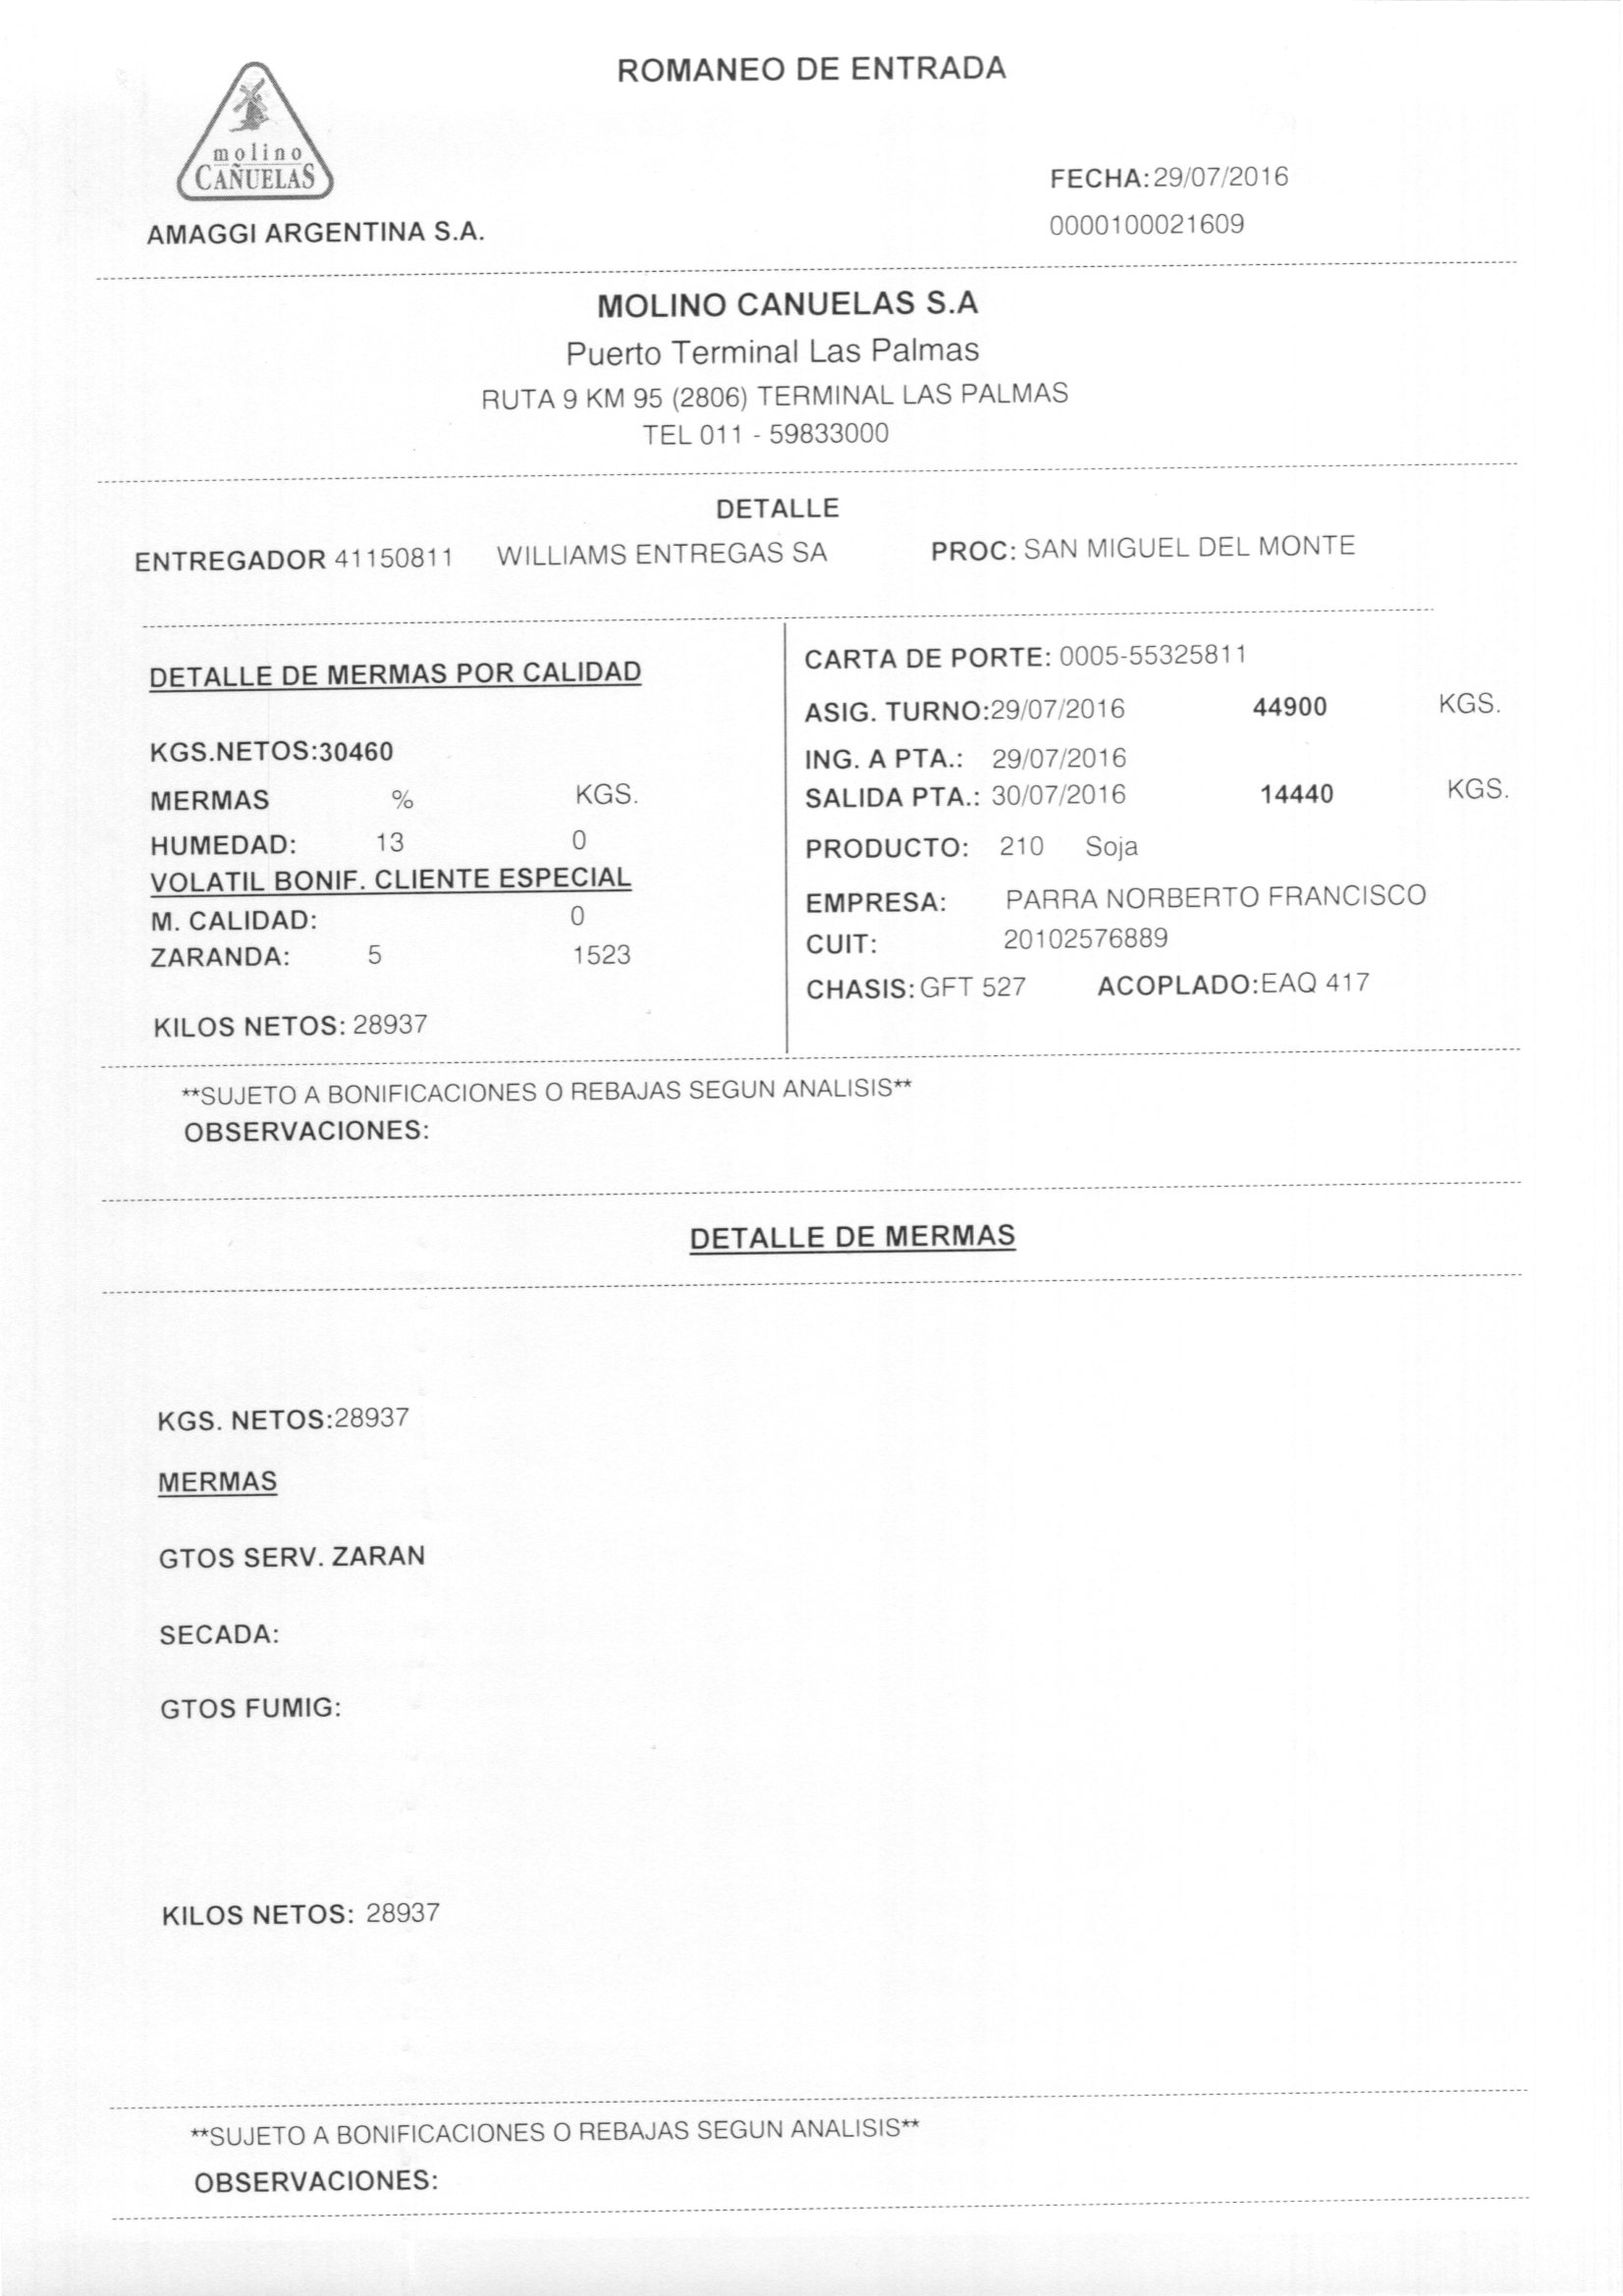 ROMANEO DE ENTRADA
molino
CAÑUELAS
FECHA:29/07/2016
0000100021609
AMAGGI ARGENTINA S.A.
MOLINO CANUELAS S.A
Puerto Terminal Las Palmas
RUTA 9 KM 95 (2806) TERMINAL LAS PALMAS
TEL 011 - 59833000
DETALLE
ENTREGADOR 41150811 WILLIAMS ENTREGAS SA PROC: SAN MIGUEL DEL MONTE
DETALLE DE MERMAS POR CALIDAD
KGS.NETOS:30460
MERMAS % KGS.
HUMEDAD: 13 0
VOLATIL BONIF. CLIENTE ESPECIAL
M. CALIDAD: 0
ZARANDA: 5 1523
KILOS NETOS: 28937
CARTA DE PORTE: 0005-55325811
ASIG. TURNO:29/07/2016 44900 KGS.
ING. A PTA.: 29/07/2016
SALIDA PTA.: 30/07/2016 14440 KGS.
PRODUCTO: 210 Soja
EMPRESA: PARRA NORBERTO FRANCISCO
CUIT: 20102576889
CHASIS: GFT 527 ACOPLADO:EAQ 417
**SUJETO A BONIFICACIONES O REBAJAS SEGUN ANALISIS**
OBSERVACIONES:
DETALLE DE MERMAS
KGS. NETOS:28937
MERMAS
GTOS SERV. ZARAN
SECADA:
GTOS FUMIG:
KILOS NETOS: 28937
**SUJETO A BONIFICACIONES O REBAJAS SEGUN ANALISIS**
OBSERVACIONES: